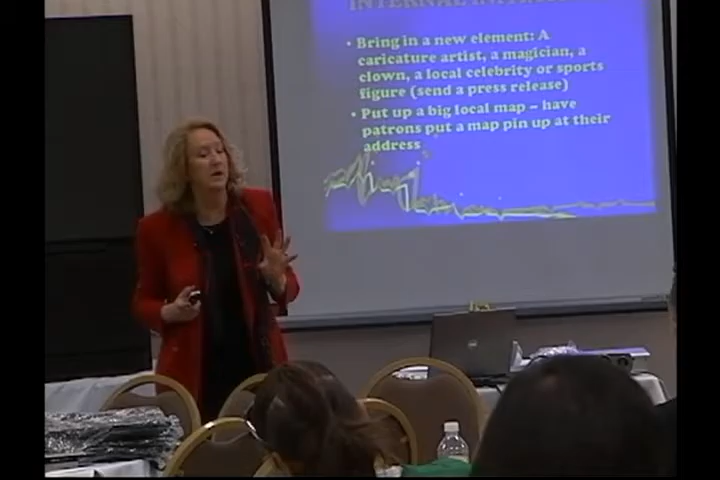 INTERNAL
• Bring in a new element: A
caricature artist, a magician, a
clown, a local celebrity or sports
figure (send a press release)
• Put up a big local map – have
patrons put a map pin up at their
address